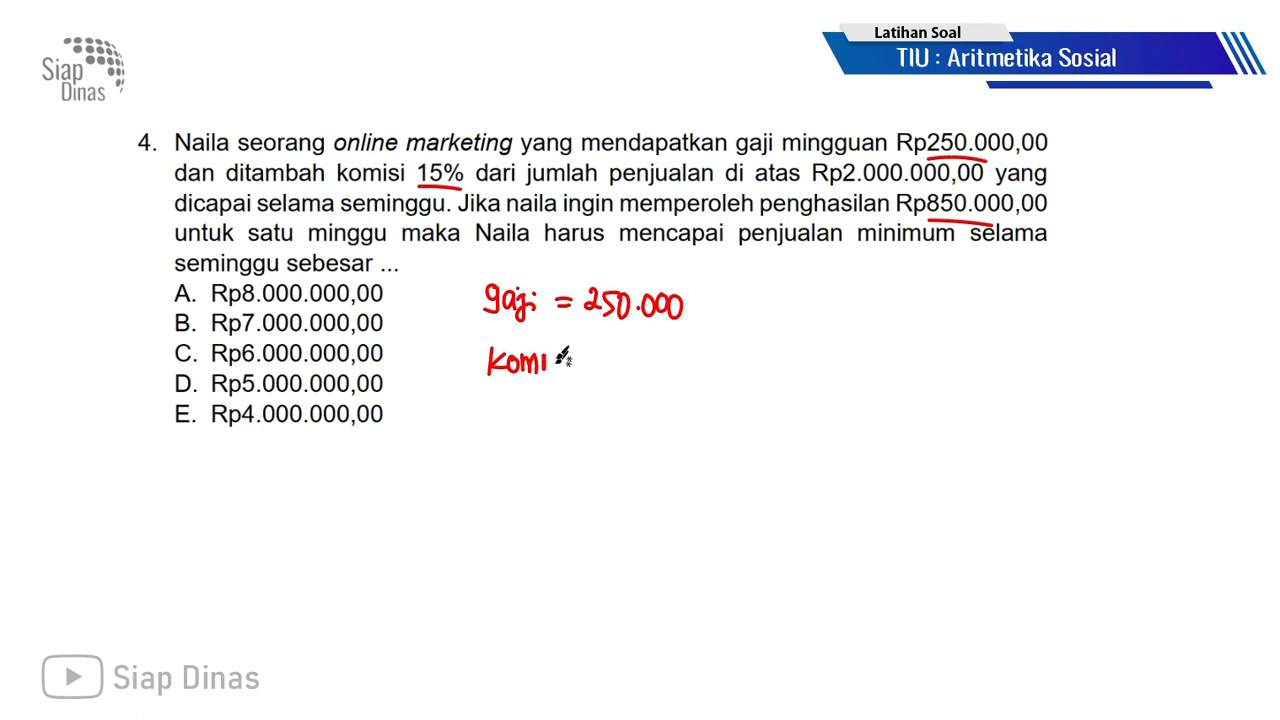 Siap
Dinas
Latihan Soal
TIU : Aritmetika Sosial
4. Naila seorang online marketing yang mendapatkan gaji mingguan Rp250.000,00
dan ditambah komisi 15% dari jumlah penjualan di atas Rp2.000.000,00 yang
dicapai selama seminggu. Jika naila ingin memperoleh penghasilan Rp850.000,00
untuk satu minggu maka Naila harus mencapai penjualan minimum selama
seminggu sebesar ...
A. Rp8.000.000,00
B. Rp7.000.000,00
C. Rp6.000.000,00
D. Rp5.000.000,00
E. Rp4.000.000,00
gaji = 250.000
komi
Siap Dinas